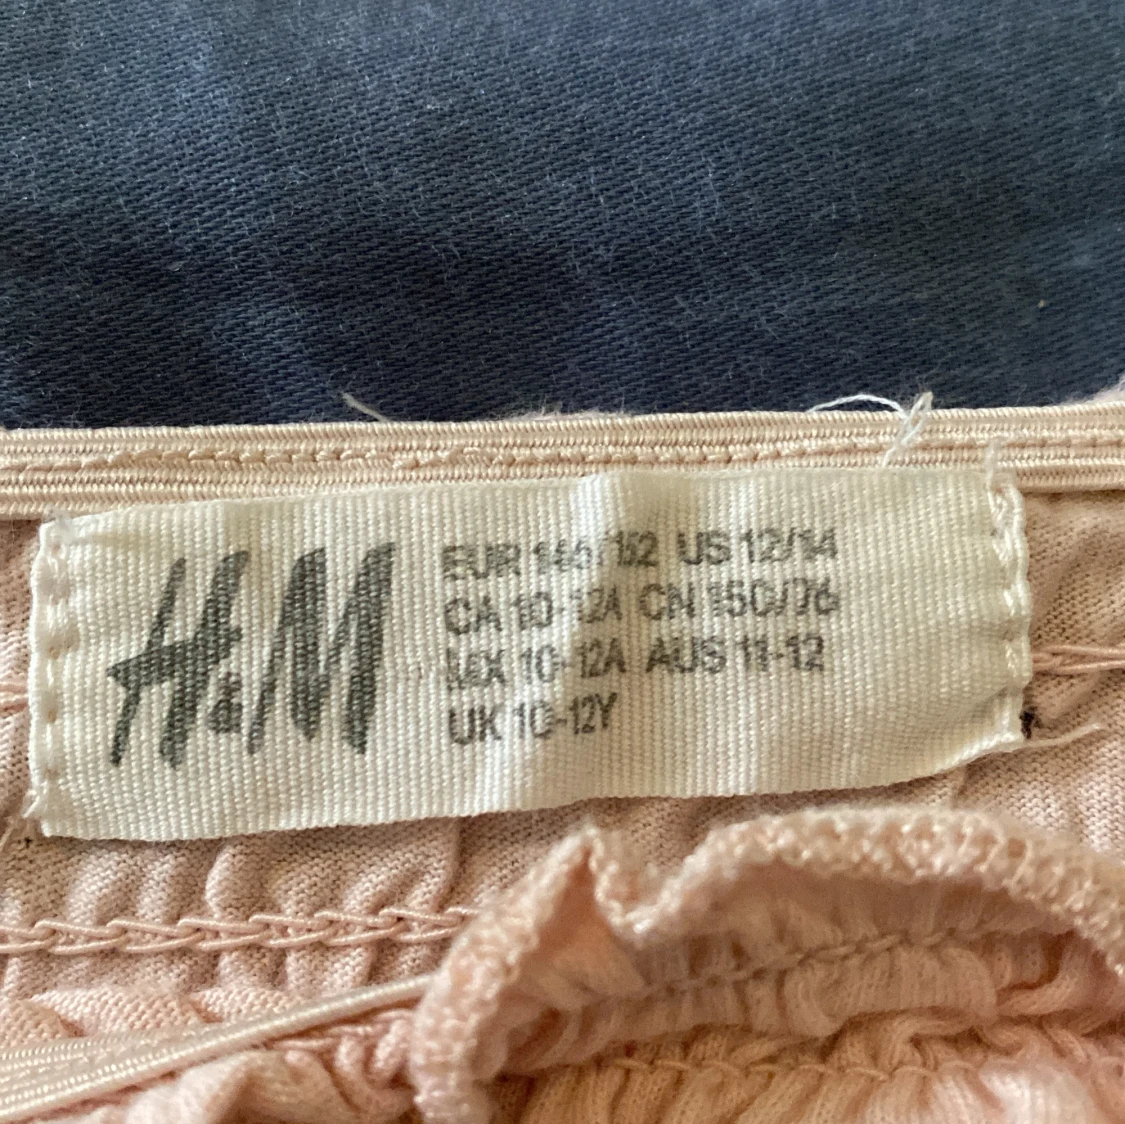 H&M
EUR 146/152 US 12/14
CA 10-12A CN 150/76
MX 10-12A AUS 11-12
UK 10-12Y